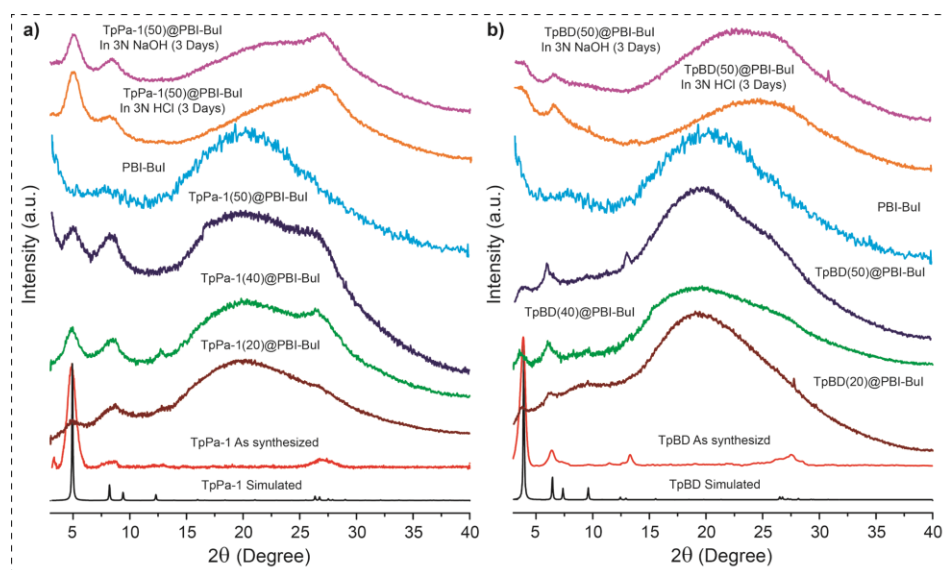 a)
TpPa-1(50)@PBI-BuI
In 3N NaOH (3 Days)
TpPa-1(50)@PBI-BuI
In 3N HCl (3 Days)
PBI-BuI
TpPa-1(50)@PBI-BuI
TpPa-1(40)@PBI-BuI
TpPa-1(20)@PBI-BuI
TpPa-1 As synthesized
TpPa-1 Simulated
Intensity (a.u.)
5 10 15 20 25 30 35 40
2θ (Degree)
b)
TpBD(50)@PBI-BuI
In 3N NaOH (3 Days)
TpBD(50)@PBI-BuI
In 3N HCl (3 Days)
PBI-BuI
TpBD(50)@PBI-BuI
TpBD(40)@PBI-BuI
TpBD(20)@PBI-BuI
TpBD As synthesizd
TpBD Simulated
Intensity (a.u.)
5 10 15 20 25 30 35 40
2θ (Degree)